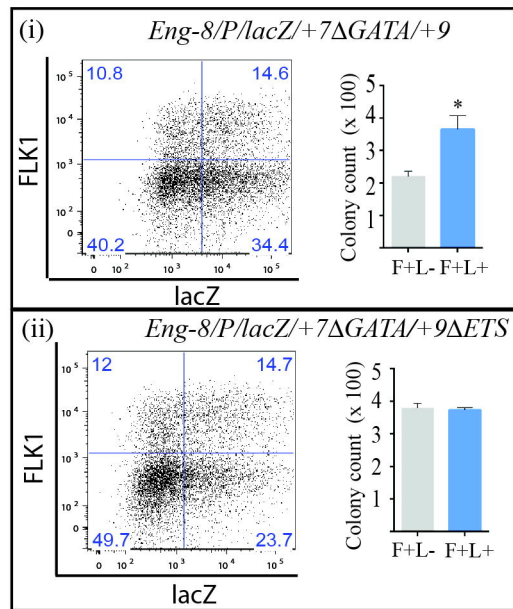 (i) Eng-8/P/lacZ/+7ΔGATA/+9
10.8 14.6
40.2 34.4
FLK1
10⁵
10⁴
10³
10²
0
0 10² 10³ 10⁴ 10⁵
lacZ
Colony count (x 100)
5
4
3
2
1
*
F+L- F+L+
(ii) Eng-8/P/lacZ/+7ΔGATA/+9ΔETS
12 14.7
49.7 23.7
FLK1
10⁵
10⁴
10³
10²
0
0 10² 10³ 10⁴ 10⁵
lacZ
Colony count (x 100)
5
4
3
2
1
F+L- F+L+